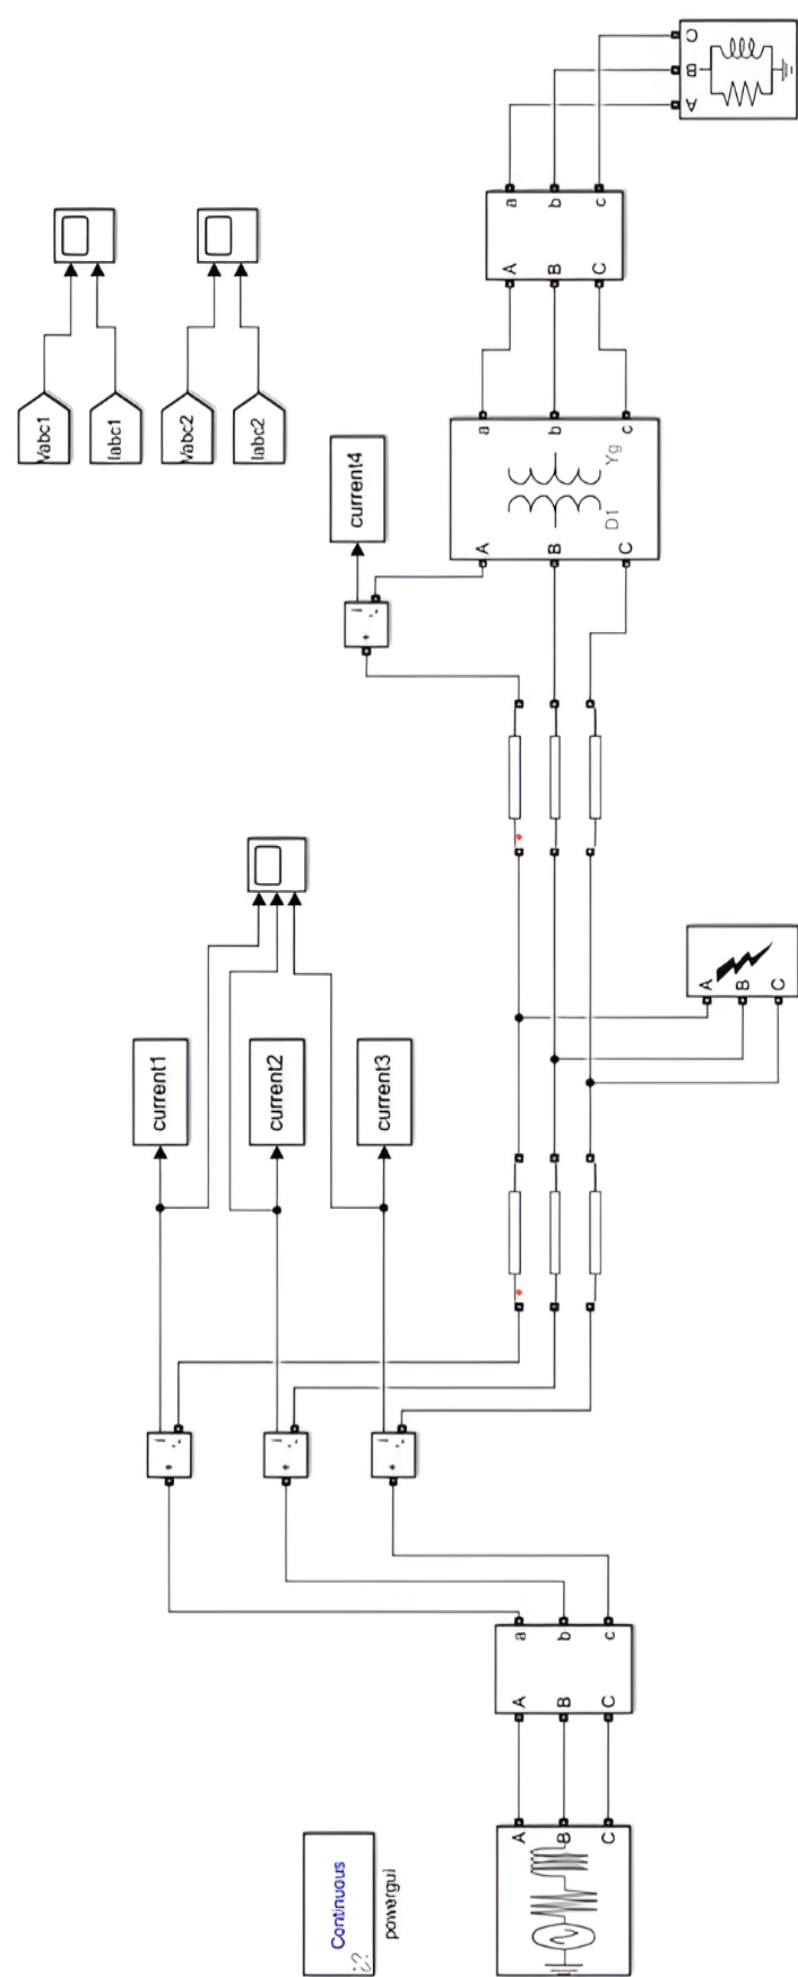 Continuous
powergui
A
B
C
A
B
C
a
b
c
+
-
i
+
-
i
+
-
i
current1
current2
current3
A
B
C
+
-
i
current4
A
B
C
D1
Yg
a
b
c
A
B
C
a
b
c
A
B
C
Vabc1
Iabc1
Vabc2
Iabc2